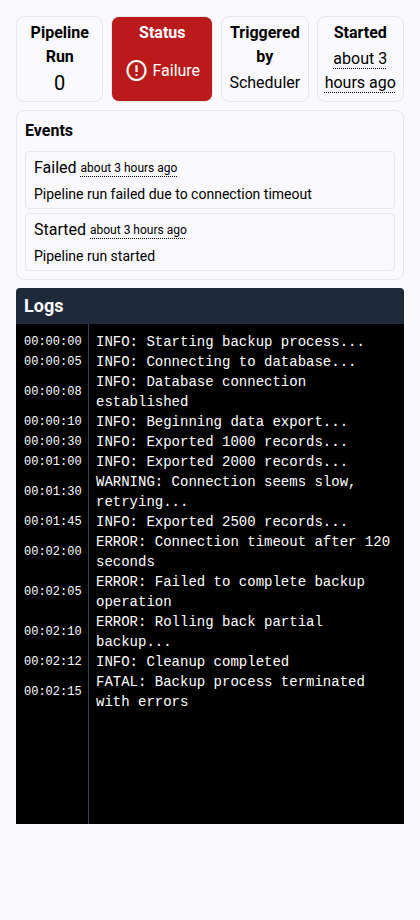 Pipeline
Run
0
Status
Failure
Triggered
by
Scheduler
Started
about 3
hours ago
Events
Failed about 3 hours ago
Pipeline run failed due to connection timeout
Started about 3 hours ago
Pipeline run started
Logs
00:00:00 INFO: Starting backup process...
00:00:05 INFO: Connecting to database...
00:00:08 INFO: Database connection
established
00:00:10 INFO: Beginning data export...
00:00:30 INFO: Exported 1000 records...
00:01:00 INFO: Exported 2000 records...
00:01:30 WARNING: Connection seems slow,
retrying...
00:01:45 INFO: Exported 2500 records...
00:02:00 ERROR: Connection timeout after 120
seconds
00:02:05 ERROR: Failed to complete backup
operation
00:02:10 ERROR: Rolling back partial
backup...
00:02:12 INFO: Cleanup completed
00:02:15 FATAL: Backup process terminated
with errors